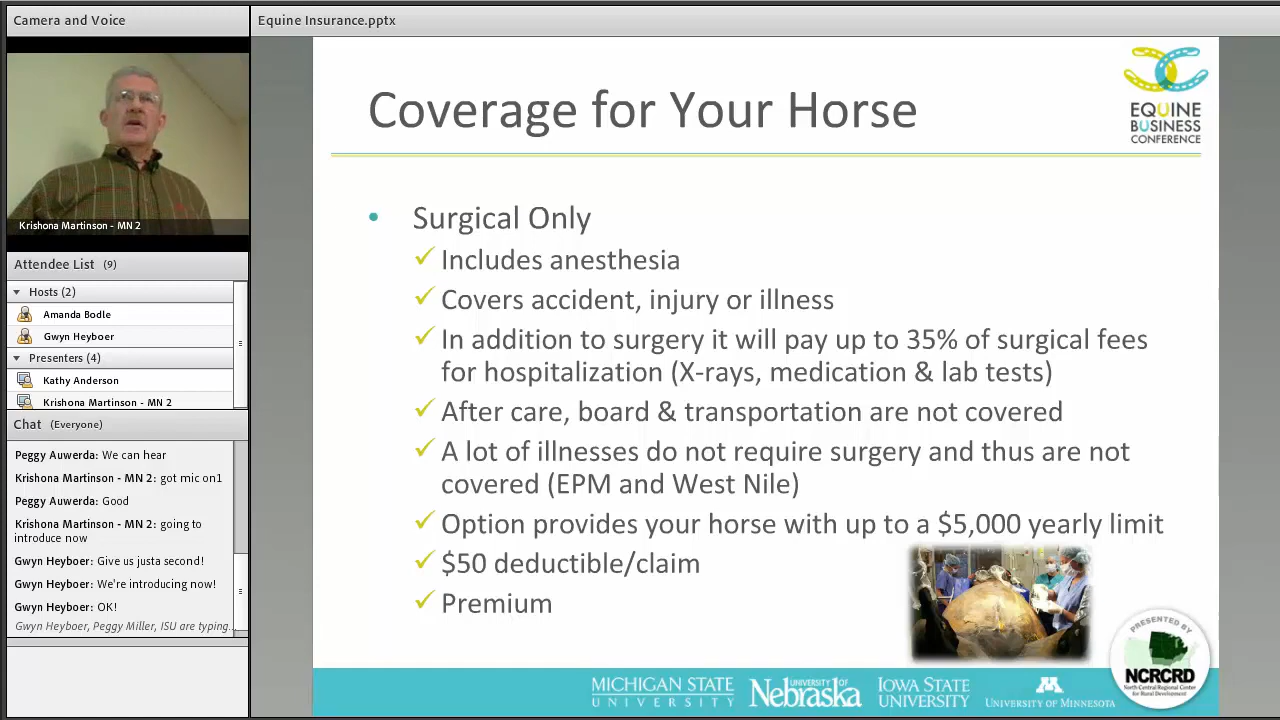 Camera and Voice
Equine Insurance.pptx
Krishona Martinson - MN 2
Attendee List (9)
Hosts (2)
Amanda Bodle
Gwyn Heyboer
Presenters (4)
Kathy Anderson
Krishona Martinson - MN 2
Chat (Everyone)
Peggy Auwerda: We can hear
Krishona Martinson - MN 2: got mic on1
Peggy Auwerda: Good
Krishona Martinson - MN 2: going to
introduce now
Gwyn Heyboer: Give us justa second!
Gwyn Heyboer: We're introducing now!
Gwyn Heyboer: OK!
Gwyn Heyboer, Peggy Miller, ISU are typing...
Coverage for Your Horse
EQUINE
BUSINESS
CONFERENCE
• Surgical Only
✓ Includes anesthesia
✓ Covers accident, injury or illness
✓ In addition to surgery it will pay up to 35% of surgical fees
for hospitalization (X-rays, medication & lab tests)
✓ After care, board & transportation are not covered
✓ A lot of illnesses do not require surgery and thus are not
covered (EPM and West Nile)
✓ Option provides your horse with up to a $5,000 yearly limit
✓ $50 deductible/claim
✓ Premium
PRESENTED BY
NCRCRD
North Central Regional Center
for Rural Development
MICHIGAN STATE
UNIVERSITY
UNIVERSITY OF
Nebraska
IOWA STATE
UNIVERSITY
UNIVERSITY OF MINNESOTA